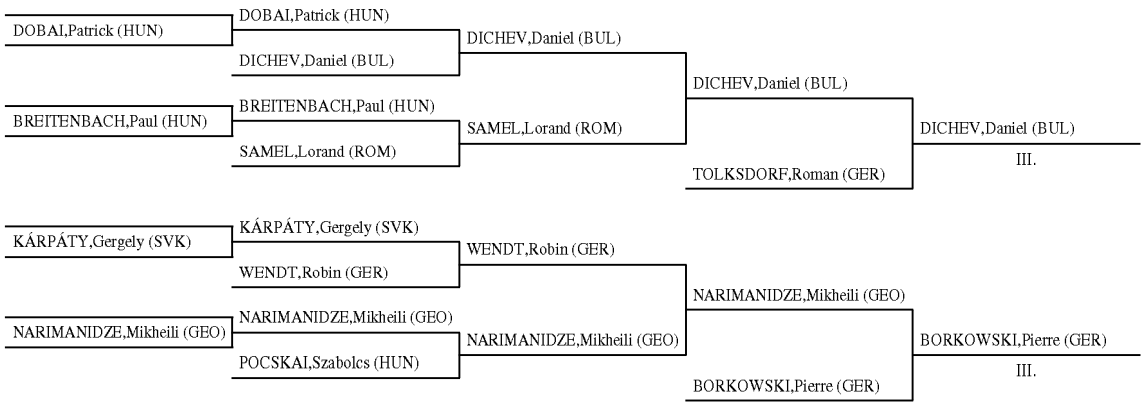 DOBAI,Patrick (HUN)
DOBAI,Patrick (HUN)
DICHEV,Daniel (BUL)
DICHEV,Daniel (BUL)
DICHEV,Daniel (BUL)
BREITENBACH,Paul (HUN)
BREITENBACH,Paul (HUN)
SAMEL,Lorand (ROM)
DICHEV,Daniel (BUL)
SAMEL,Lorand (ROM)
III.
TOLKSDORF,Roman (GER)
KÁRPÁTY,Gergely (SVK)
KÁRPÁTY,Gergely (SVK)
WENDT,Robin (GER)
WENDT,Robin (GER)
NARIMANIDZE,Mikheili (GEO)
NARIMANIDZE,Mikheili (GEO)
NARIMANIDZE,Mikheili (GEO)
NARIMANIDZE,Mikheili (GEO)
BORKOWSKI,Pierre (GER)
POCSKAI,Szabolcs (HUN)
III.
BORKOWSKI,Pierre (GER)